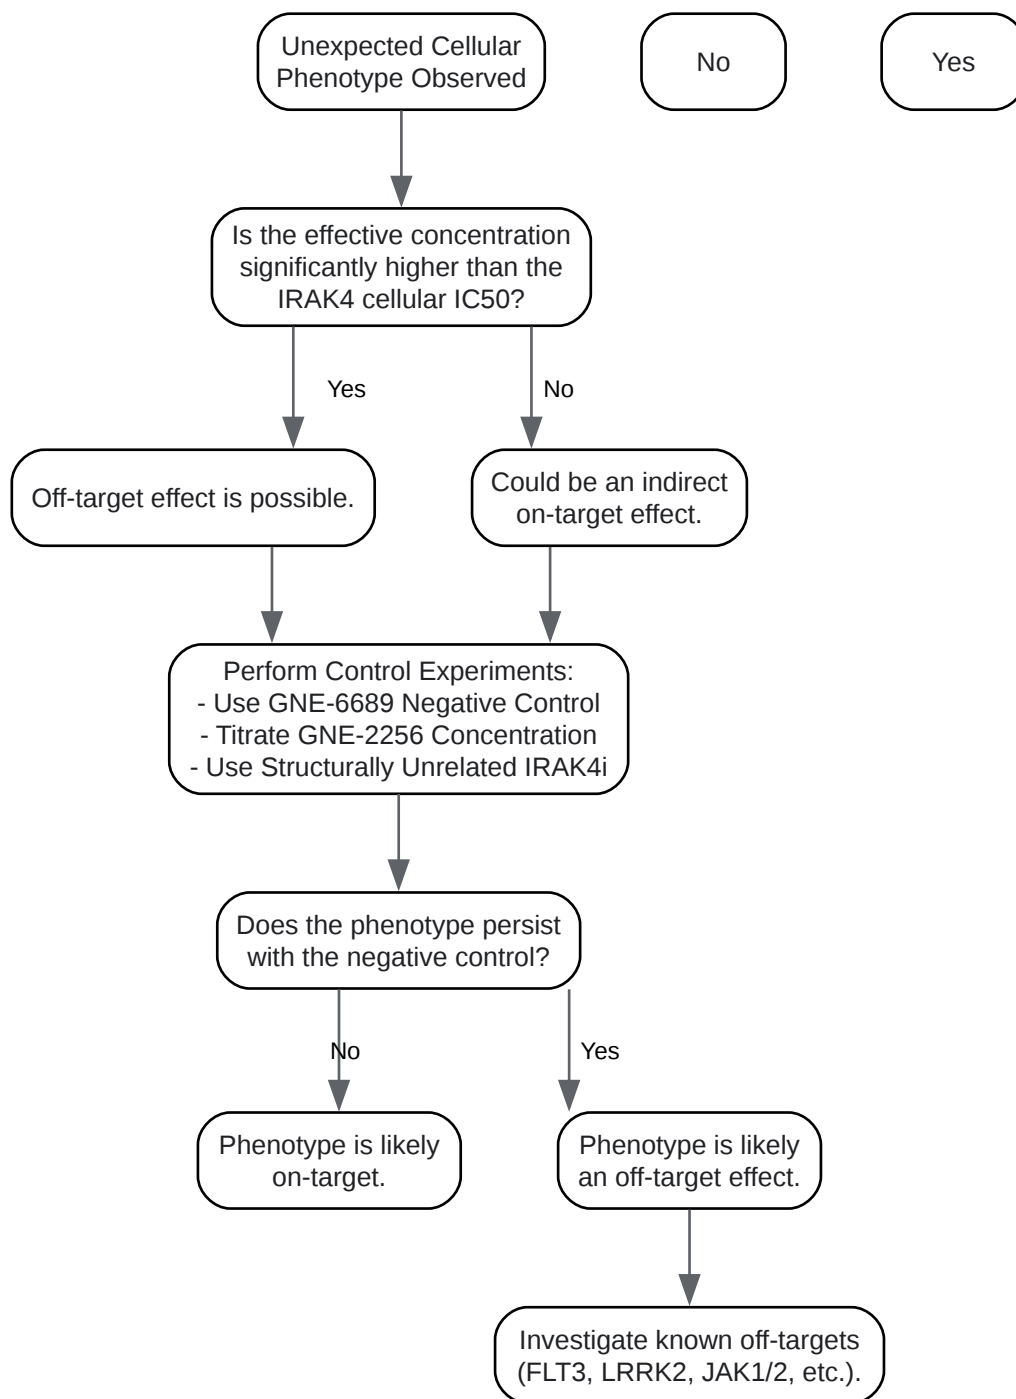 Unexpected Cellular
Phenotype Observed
No
Yes
Is the effective concentration
significantly higher than the
IRAK4 cellular IC50?
Yes
No
Off-target effect is possible.
Could be an indirect
on-target effect.
Perform Control Experiments:
- Use GNE-6689 Negative Control
- Titrate GNE-2256 Concentration
- Use Structurally Unrelated IRAK4i
Does the phenotype persist
with the negative control?
No
Yes
Phenotype is likely
on-target.
Phenotype is likely
an off-target effect.
Investigate known off-targets
(FLT3, LRRK2, JAK1/2, etc.).